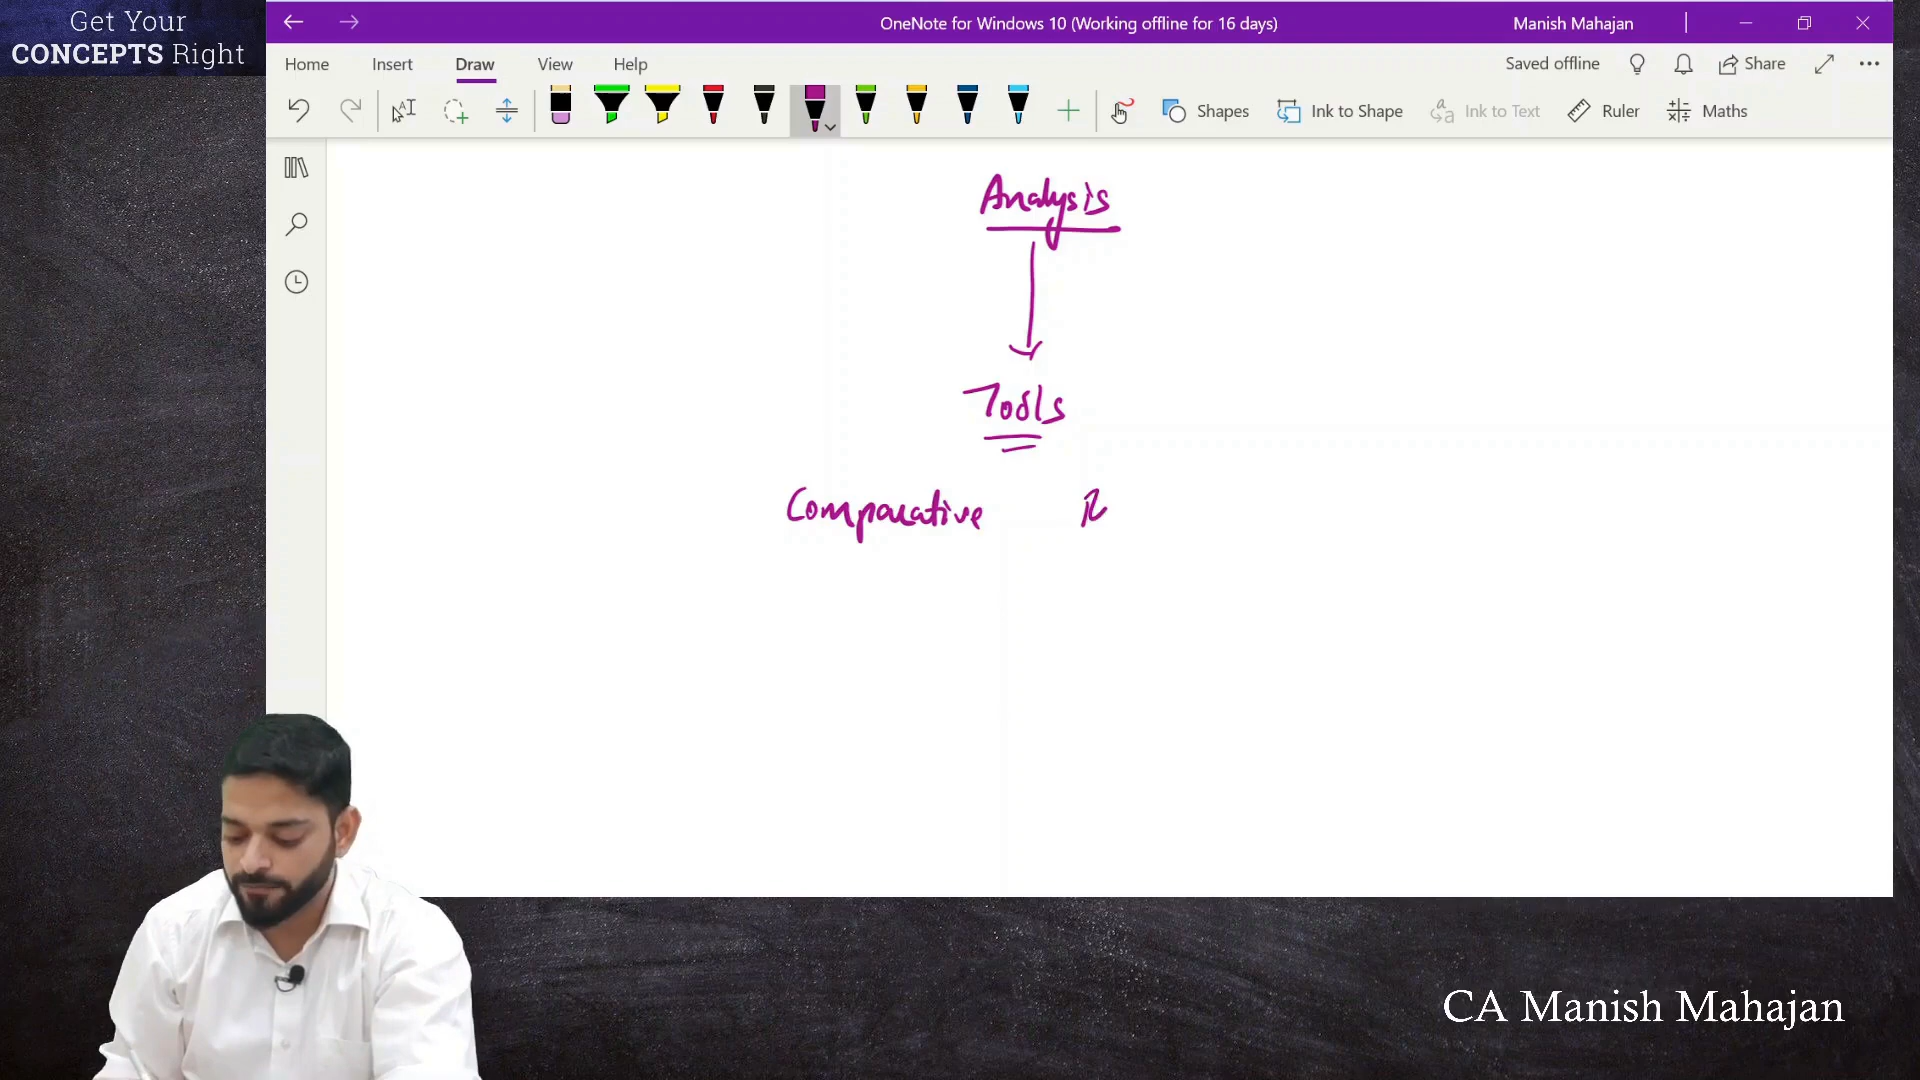 Get Your
CONCEPTS Right
OneNote for Windows 10 (Working offline for 16 days)
Manish Mahajan
Home Insert Draw View Help
Saved offline
Share
Shapes
Ink to Shape
Ink to Text
Ruler
Maths
Analysis
Tools
Comparative R
CA Manish Mahajan